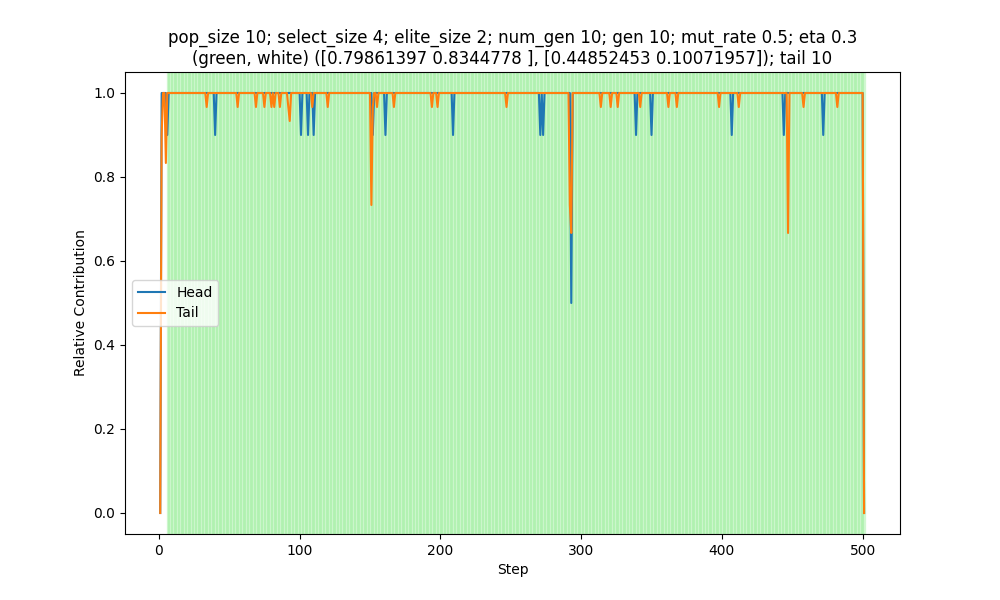 pop_size 10; select_size 4; elite_size 2; num_gen 10; gen 10; mut_rate 0.5; eta 0.3
(green, white) ([0.79861397 0.8344778 ], [0.44852453 0.10071957]); tail 10
1.0
0.8
0.6
0.4
0.2
0.0
Relative Contribution
Head
Tail
0
100
200
300
400
500
Step